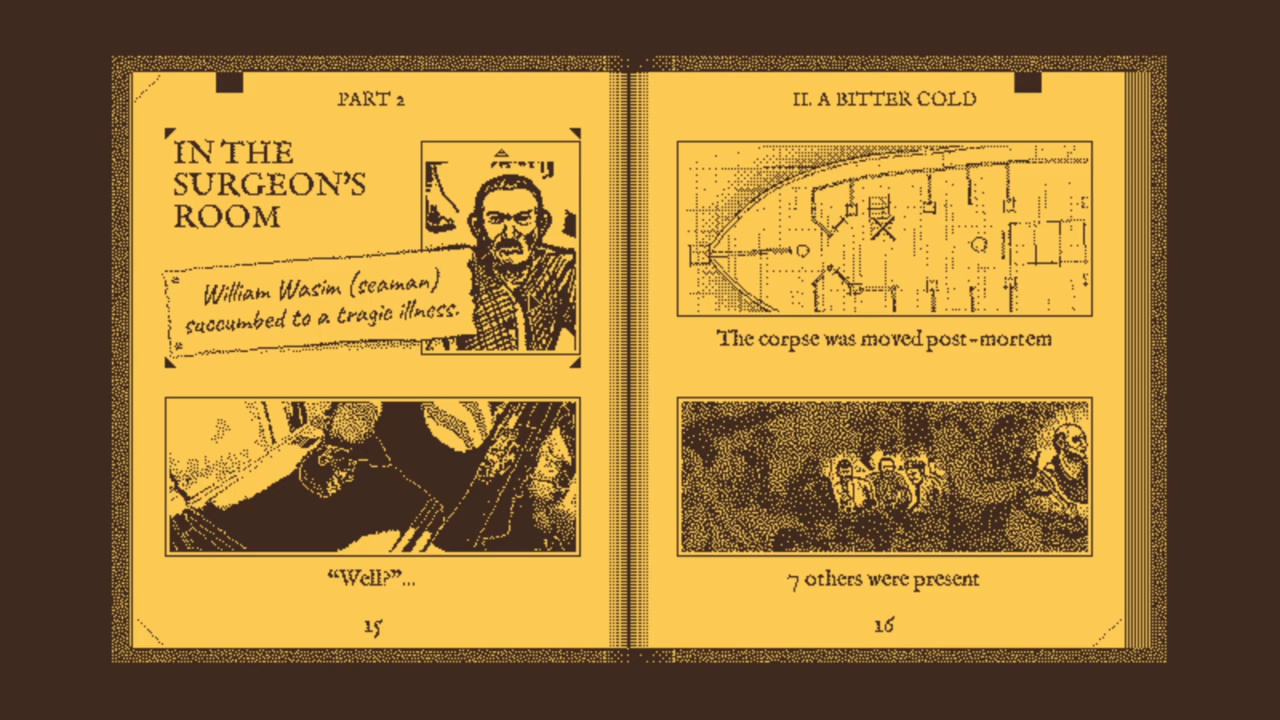 PART 2
IN THE
SURGEON'S
ROOM
William Wasim (seaman)
succumbed to a tragic illness.
"Well?"...
15
II. A BITTER COLD
The corpse was moved post-mortem
7 others were present
16